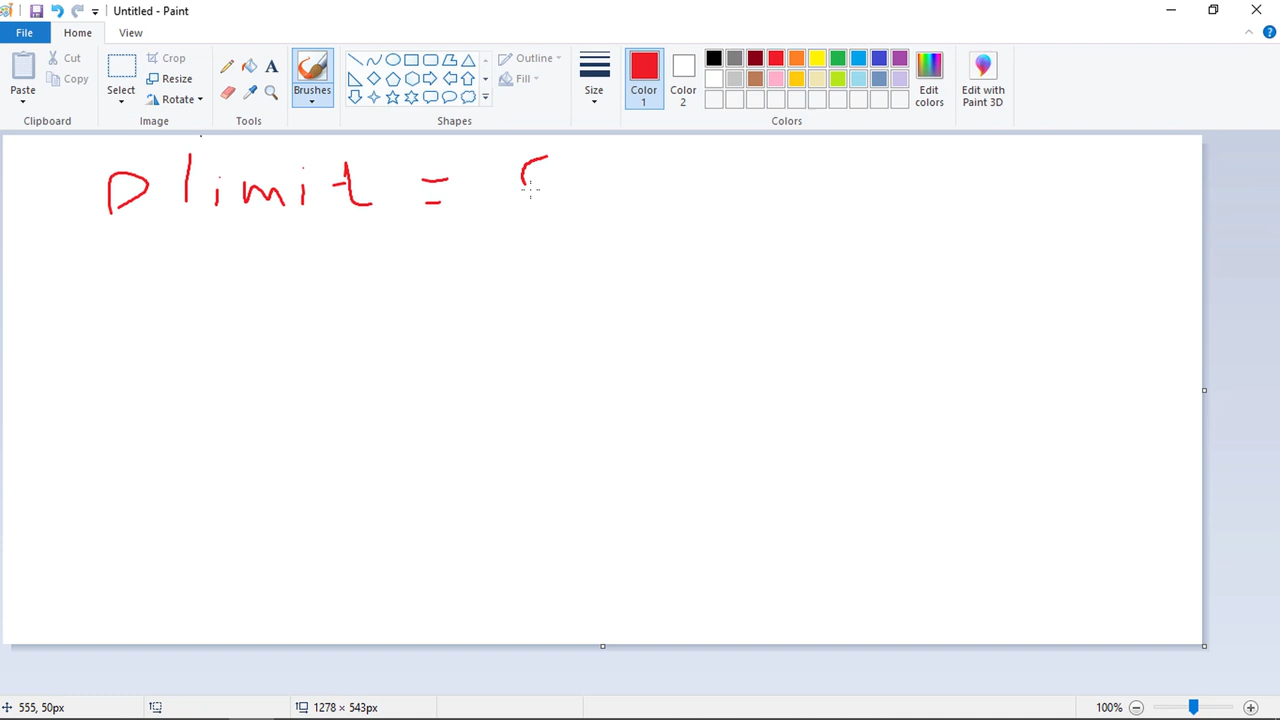 Untitled - Paint
File Home View
Paste
Cut
Copy
Clipboard
Select
Crop
Resize
Rotate
Image
A
Tools
Brushes
Shapes
Outline
Fill
Size
Color 1
Color 2
Colors
Edit colors
Edit with Paint 3D
D limit =
555, 50px
1278 × 543px
100%